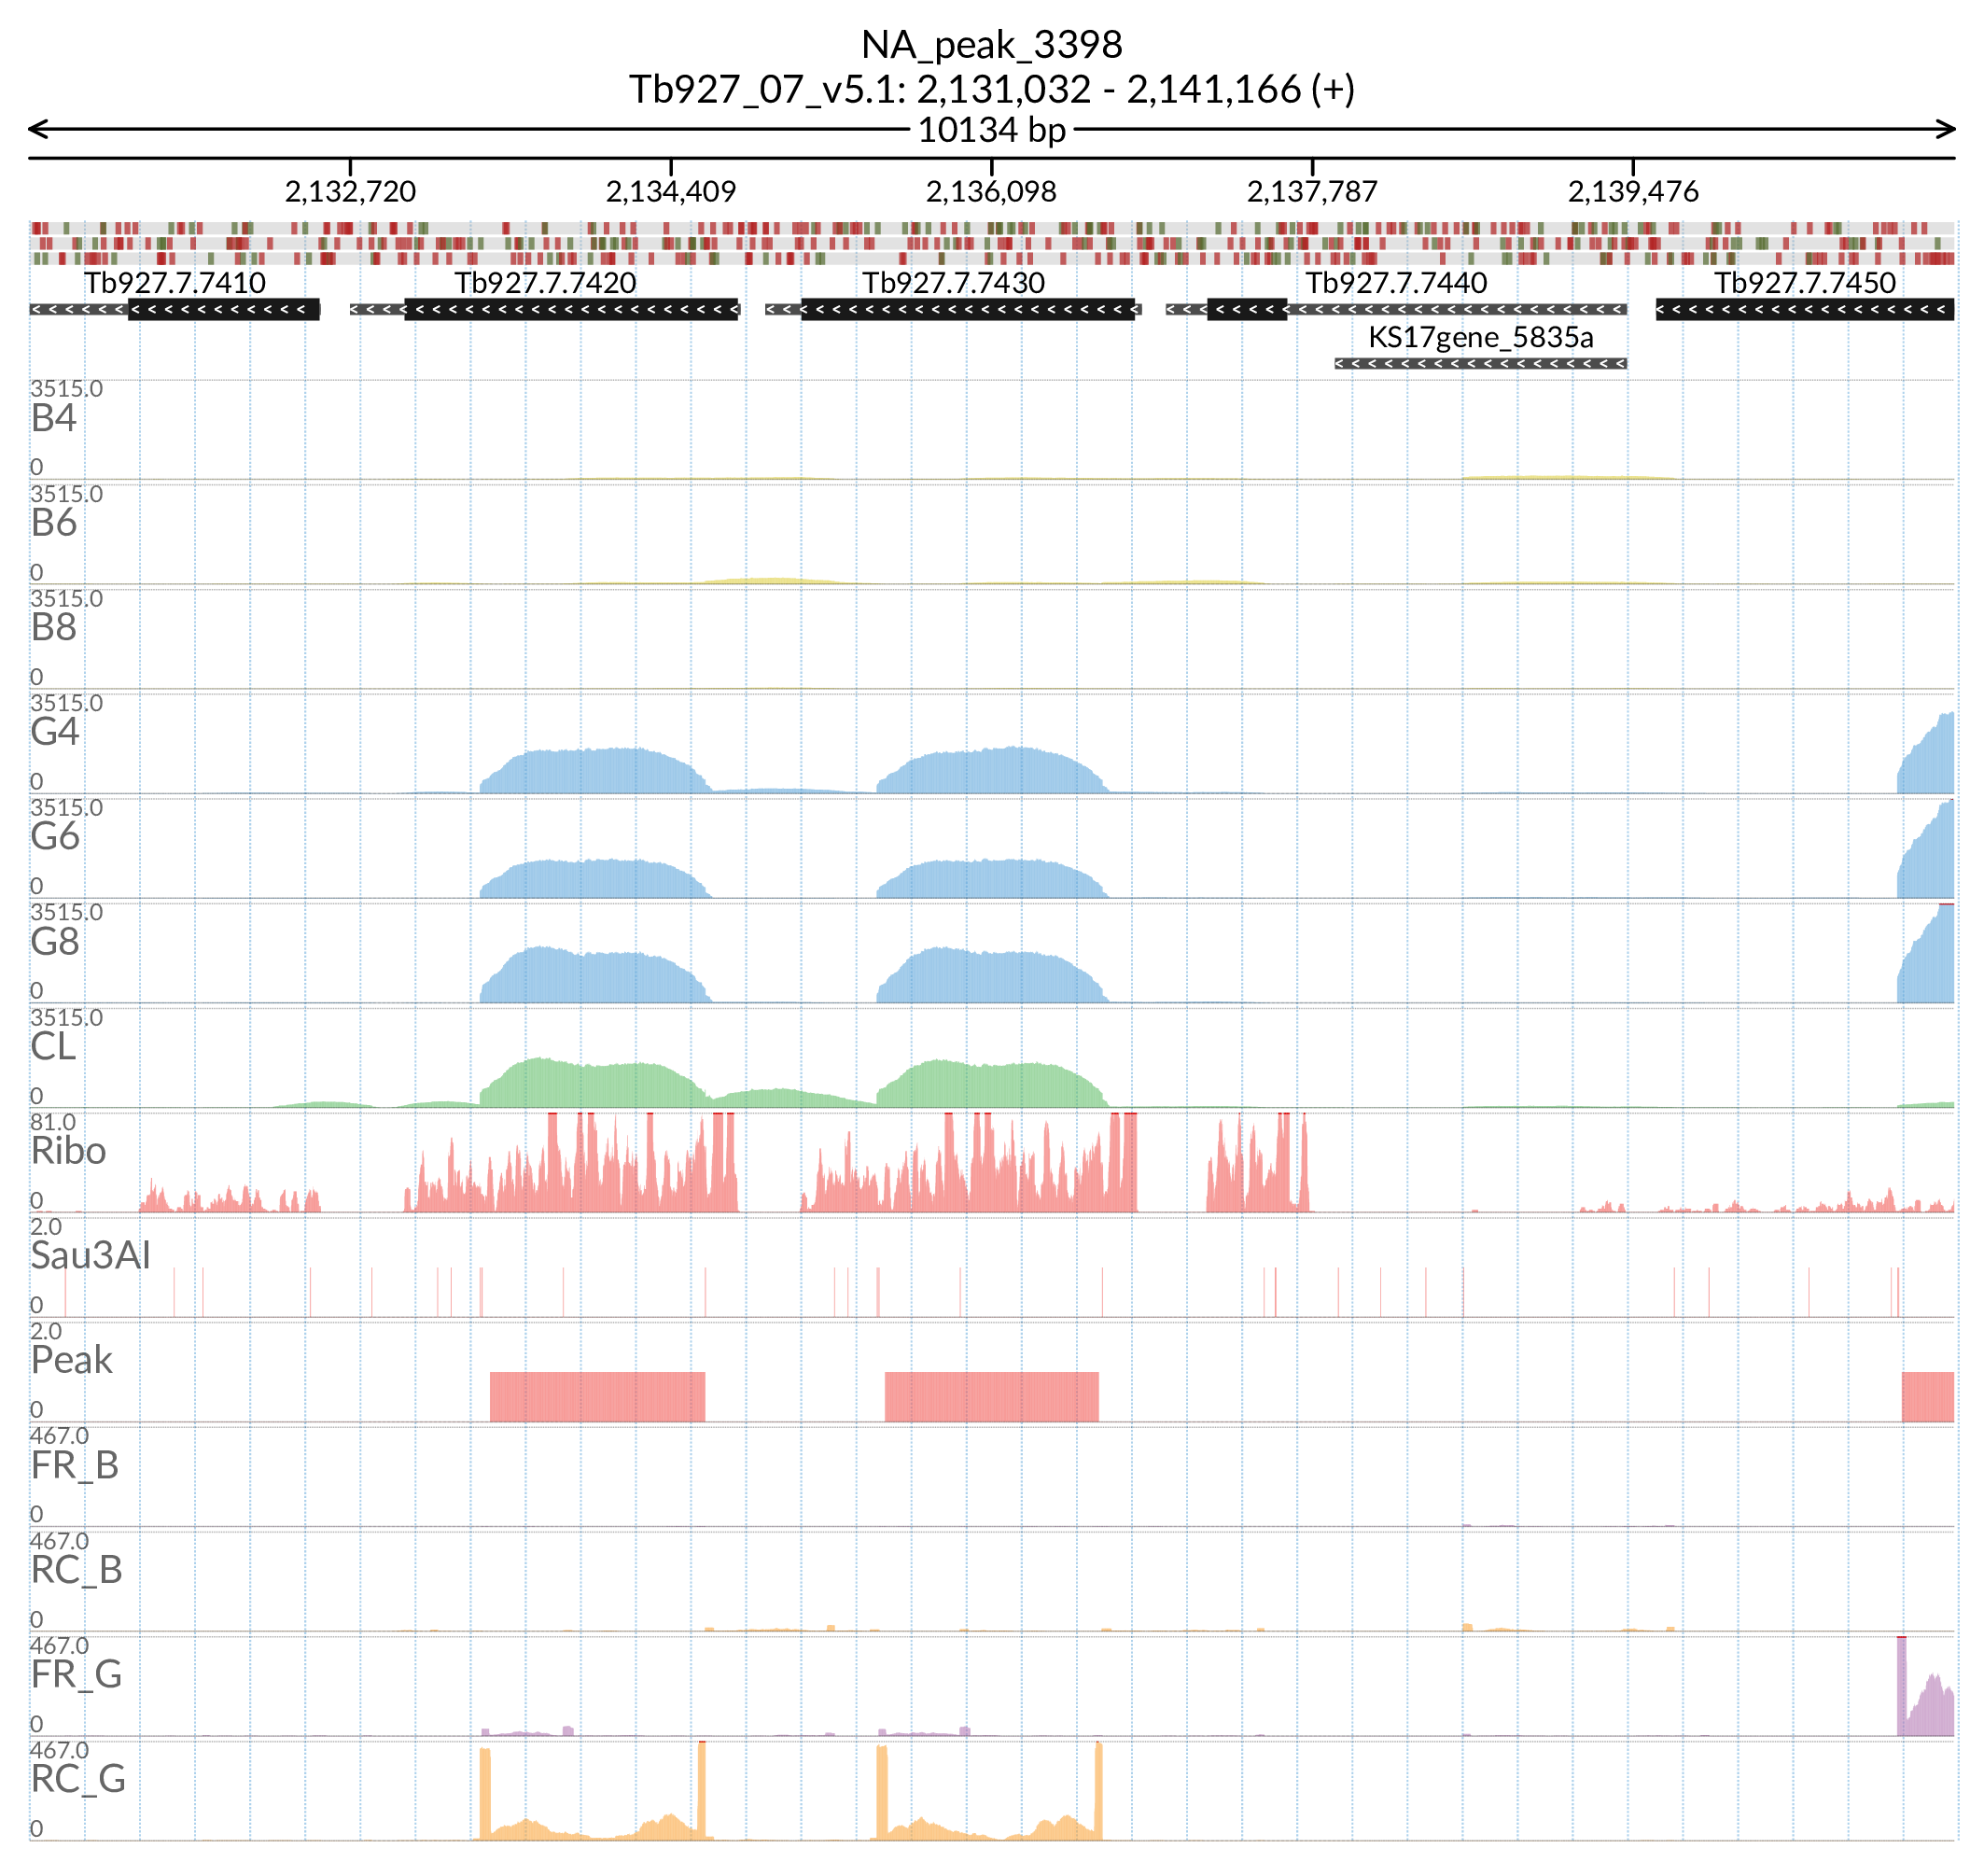 NA_peak_3398
Tb927_07_v5.1: 2,131,032 - 2,141,166 (+)
10134 bp
2,132,720 2,134,409 2,136,098 2,137,787 2,139,476
Tb927.7.7410 Tb927.7.7420 Tb927.7.7430 Tb927.7.7440 Tb927.7.7450
KS17gene_5835a
3515.0
B4
0
3515.0
B6
0
3515.0
B8
0
3515.0
G4
0
3515.0
G6
0
3515.0
G8
0
3515.0
CL
0
81.0
Ribo
0
2.0
Sau3AI
0
2.0
Peak
0
467.0
FR_B
0
467.0
RC_B
0
467.0
FR_G
0
467.0
RC_G
0